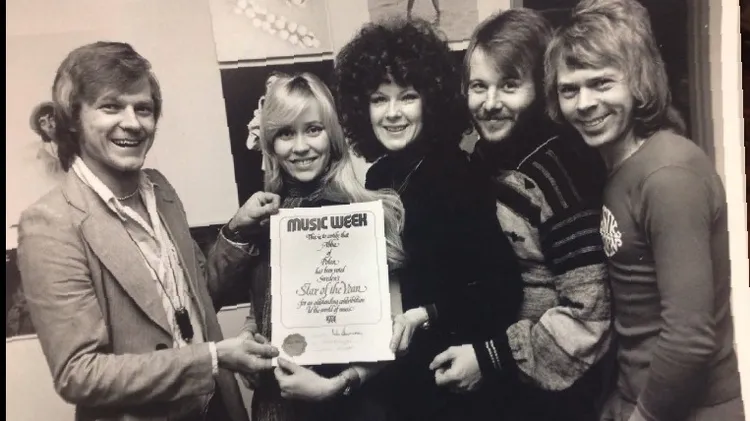 MUSIC WEEK
This is to certify that
Abba
of
Polar
has been voted
Sweden's
Star of the Year
for an outstanding contribution
to the world of music